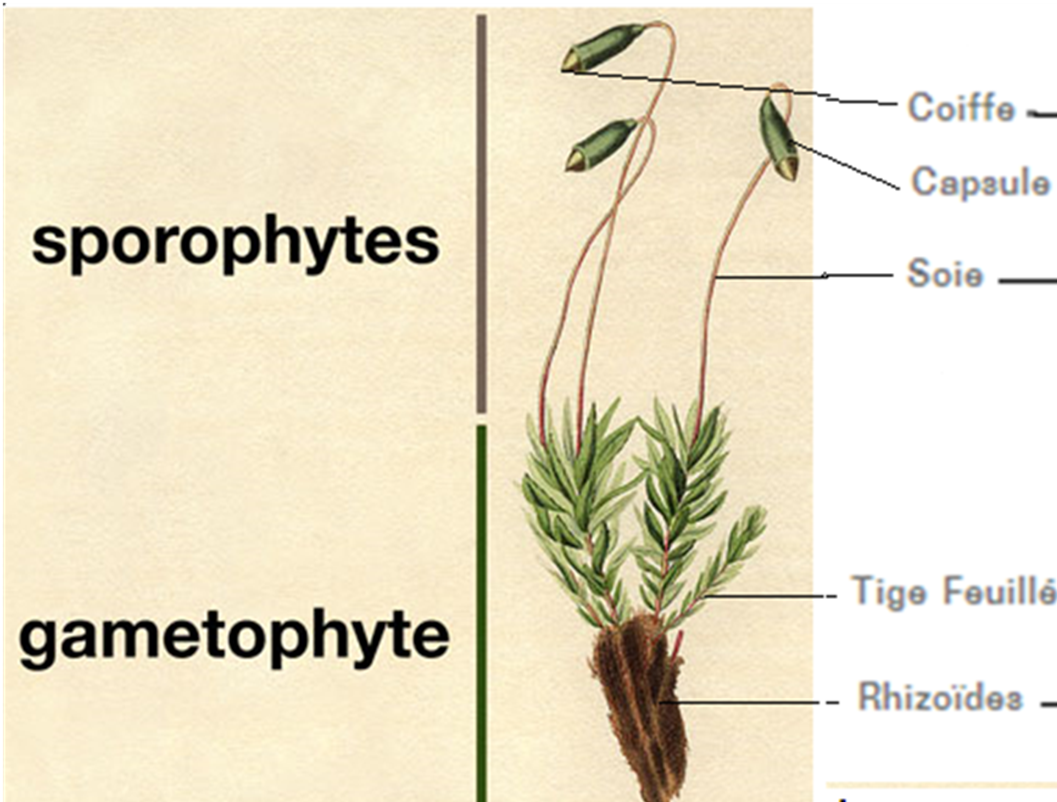 Coiffe
Capsule
sporophytes
Soie
Tige Feuillé
gametophyte
Rhizoïdes